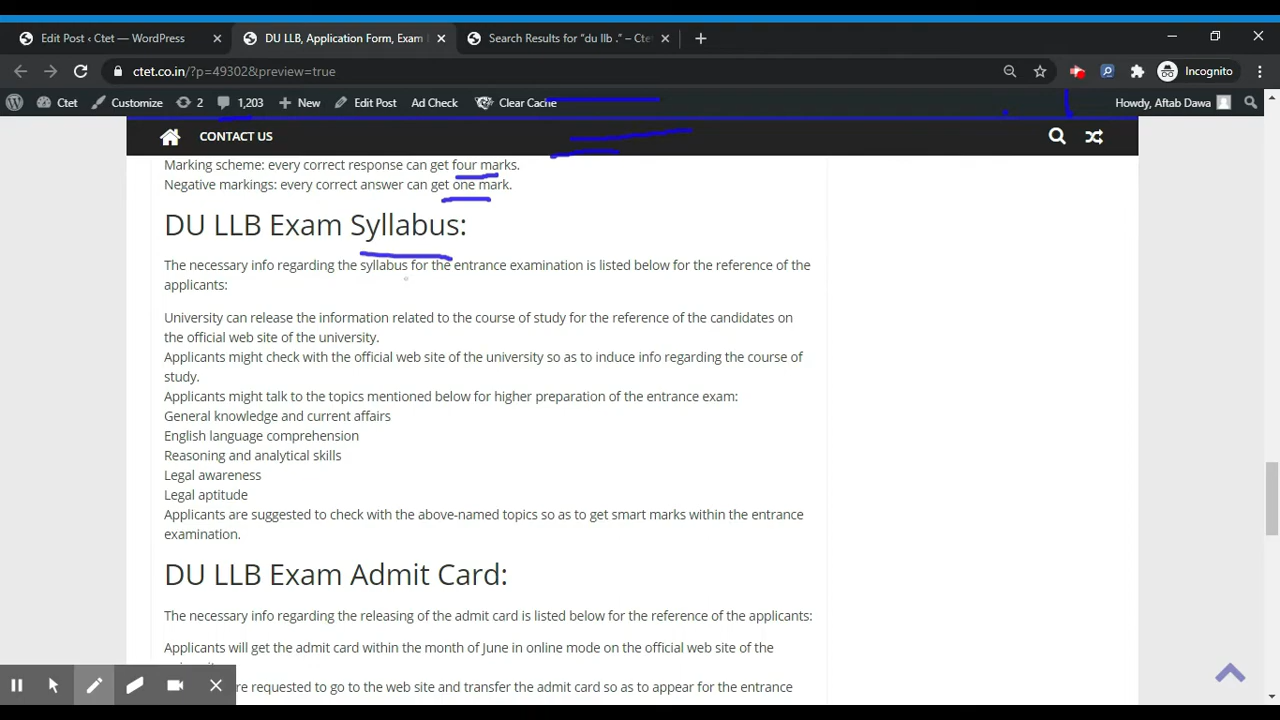 Edit Post ‹ Ctet — WordPress
DU LLB, Application Form, Exam
Search Results for “du llb .” – Cte
ctet.co.in/?p=49302&preview=true
Incognito
Ctet
Customize
2
1,203
New
Edit Post
Ad Check
Clear Cache
Howdy, Aftab Dawa
CONTACT US
Marking scheme: every correct response can get four marks.
Negative markings: every correct answer can get one mark.
DU LLB Exam Syllabus:
The necessary info regarding the syllabus for the entrance examination is listed below for the reference of the
applicants:
University can release the information related to the course of study for the reference of the candidates on
the official web site of the university.
Applicants might check with the official web site of the university so as to induce info regarding the course of
study.
Applicants might talk to the topics mentioned below for higher preparation of the entrance exam:
General knowledge and current affairs
English language comprehension
Reasoning and analytical skills
Legal awareness
Legal aptitude
Applicants are suggested to check with the above-named topics so as to get smart marks within the entrance
examination.
DU LLB Exam Admit Card:
The necessary info regarding the releasing of the admit card is listed below for the reference of the applicants:
Applicants will get the admit card within the month of June in online mode on the official web site of the
re requested to go to the web site and transfer the admit card so as to appear for the entrance